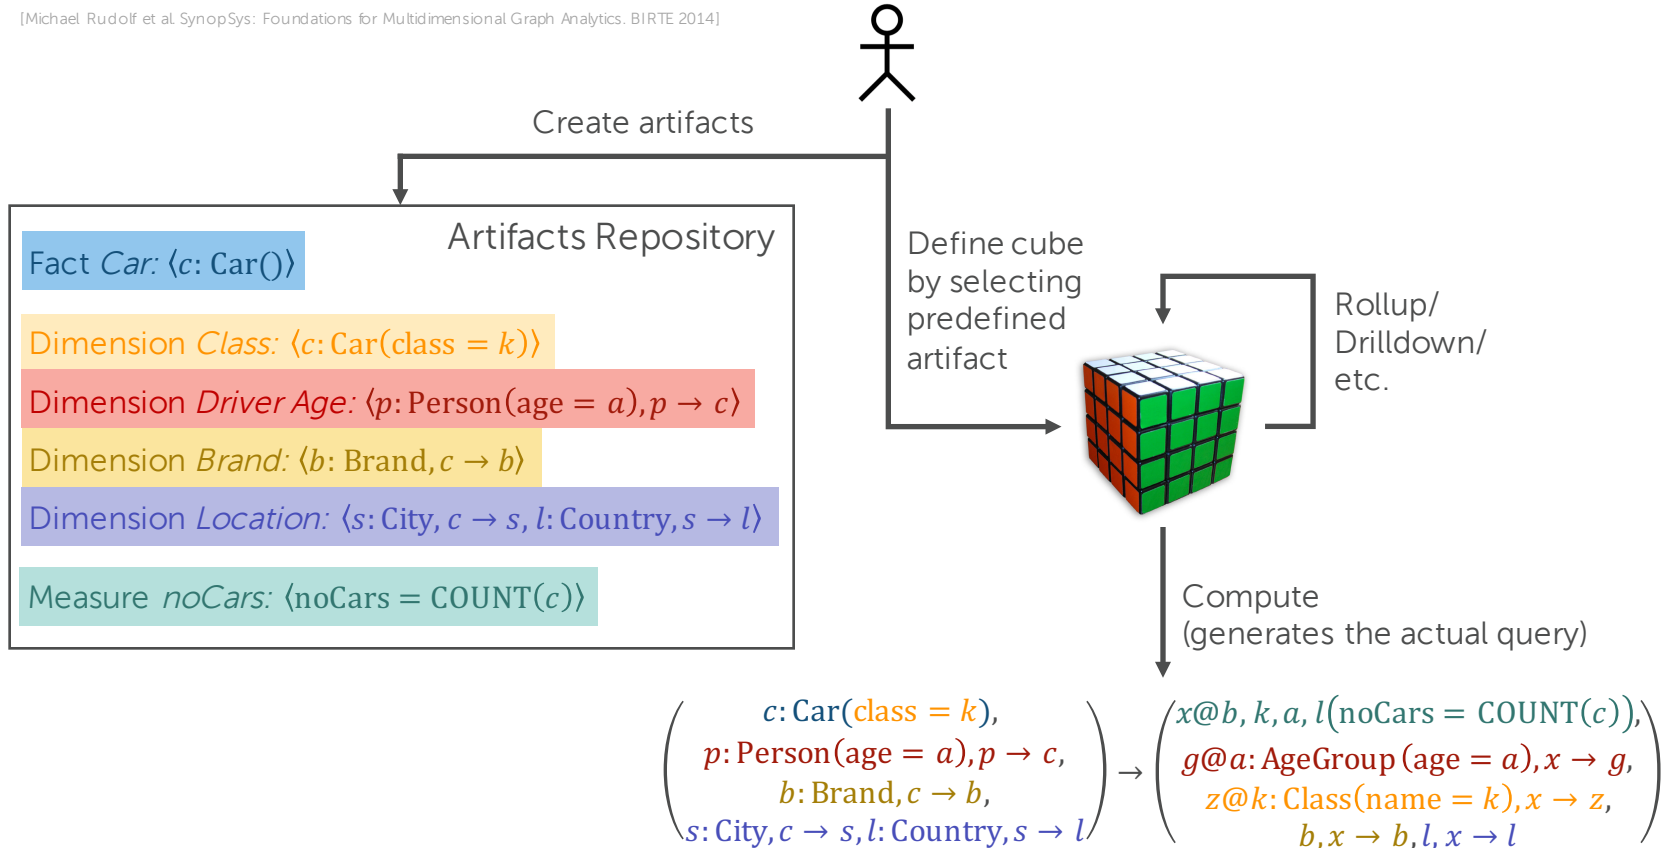 [Michael Rudolf et al. SynopSys: Foundations for Multidimensional Graph Analytics. BIRTE 2014]
Create artifacts
Artifacts Repository
Fact Car: ⟨c: Car()⟩
Dimension Class: ⟨c: Car(class = k)⟩
Dimension Driver Age: ⟨p: Person(age = a), p → c⟩
Dimension Brand: ⟨b: Brand, c → b⟩
Dimension Location: ⟨s: City, c → s, l: Country, s → l⟩
Measure noCars: ⟨noCars = COUNT(c)⟩
Define cube
by selecting
predefined
artifact
Rollup/
Drilldown/
etc.
Compute
(generates the actual query)
c: Car(class = k),
p: Person(age = a), p → c,
b: Brand, c → b,
s: City, c → s, l: Country, s → l
→
x@b, k, a, l(noCars = COUNT(c)),
g@a: AgeGroup(age = a), x → g,
z@k: Class(name = k), x → z,
b, x → b, l, x → l